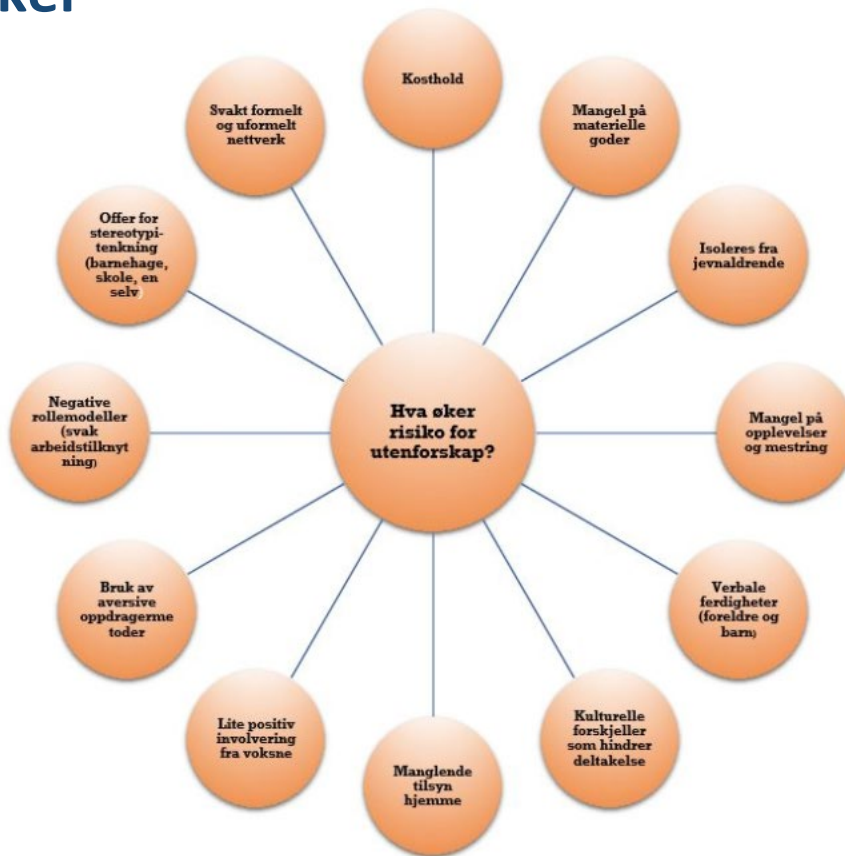 Kosthold
Mangel på
materielle
goder
Isoleres fra
jevnaldrende
Mangel på
opplevelser
og mestring
Verbale
ferdigheter
(foreldre og
barn)
Kulturelle
forskjeller
som hindrer
deltakelse
Manglende
tilsyn
hjemme
Lite positiv
involvering
fra voksne
Bruk av
aversive
oppdragerme
toder
Negative
rollemodeller
(svak
arbeidstilknyt
ning)
Offer for
stereotypi-
tenkning
(barnehage,
skole, en
selv)
Svakt formelt
og uformelt
nettverk
Hva øker
risiko for
utenforskap?